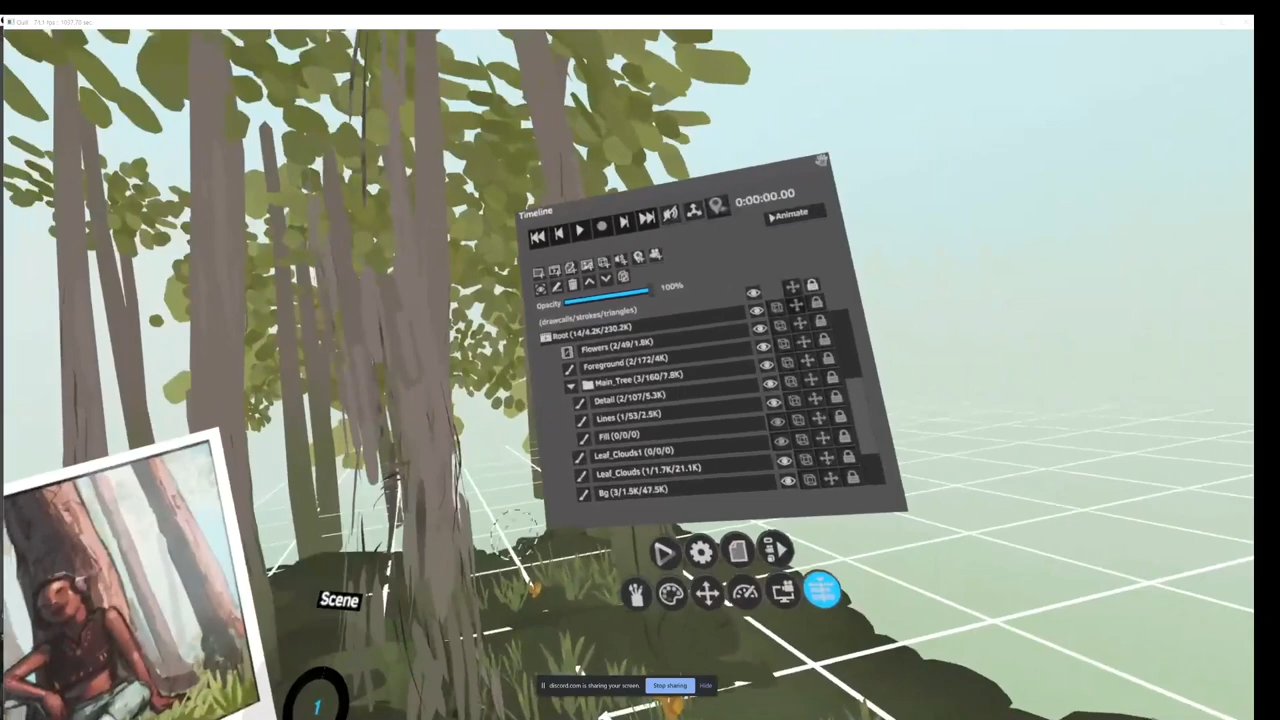 Quill
Timeline
0:00:00.00
Animate
Opacity
100%
(drawcalls/strokes/triangles)
Root (14/4.2K/230.2K)
Flowers (2/49/1.8K)
Foreground (2/172/4K)
Main_Tree (3/160/7.8K)
Detail (2/107/5.3K)
Lines (1/53/2.5K)
Fill (0/0/0)
Leaf_Clouds1 (0/0/0)
Leaf_Clouds (1/1.7K/21.1K)
Bg (3/1.5K/47.5K)
Scene
1
discord.com is sharing your screen.
Stop sharing
Hide